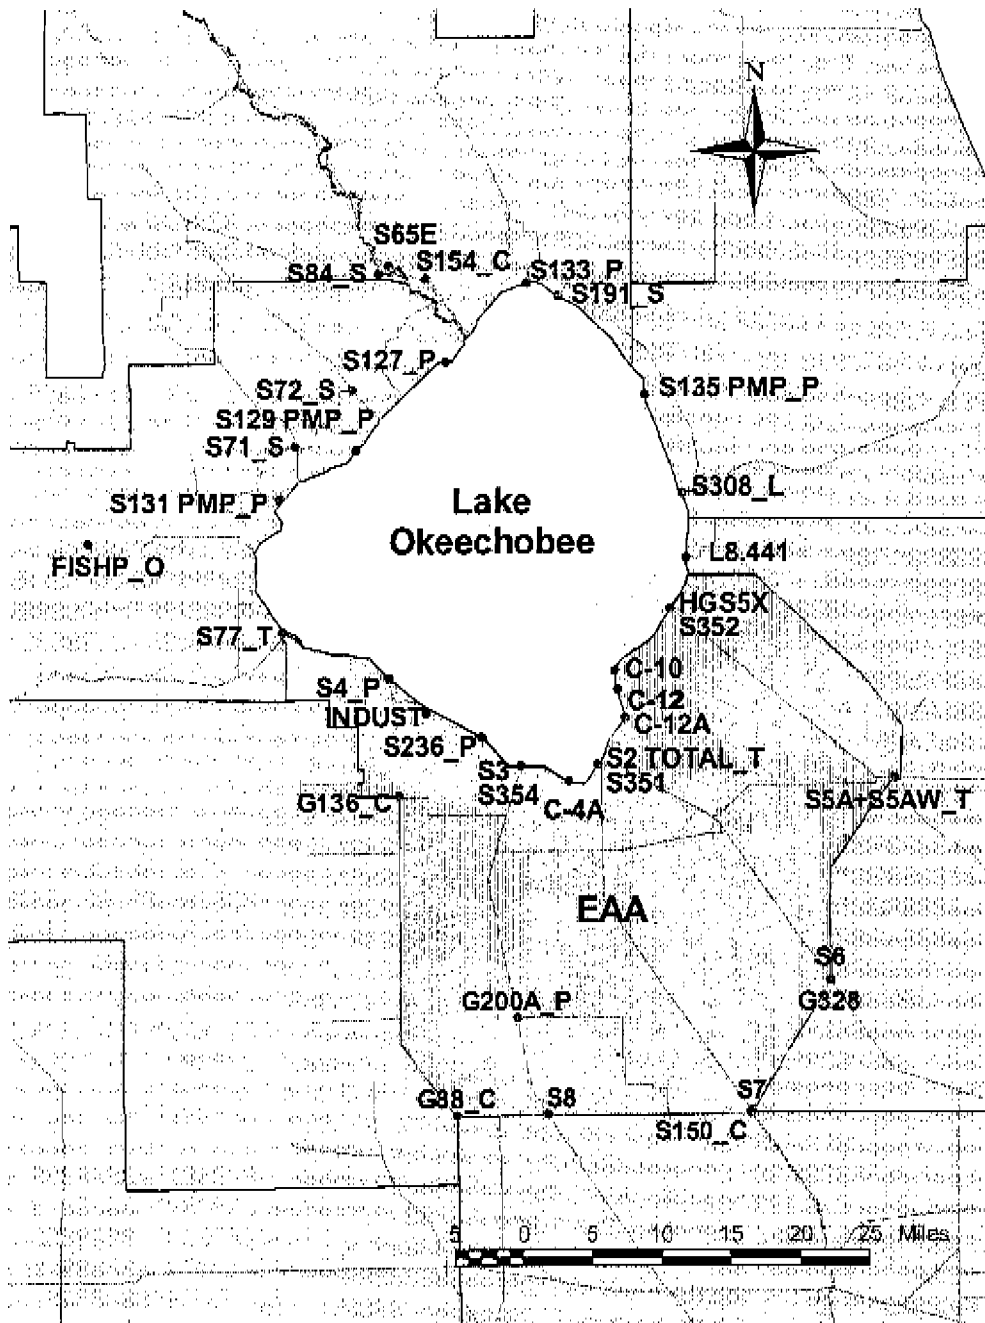 N
S65E
S84_S
S154_C
S133_P
S191_S
S127_P
S72_S
S135 PMP_P
S129 PMP_P
S71_S
S131 PMP_P
S308_L
Lake
Okeechobee
L8.441
FISHP_O
HGS5X
S352
S77_T
C-10
S4_P
C-12
INDUST
C-12A
S236_P
S2 TOTAL_T
S3
S351
S354
C-4A
G136_C
S5A+S5AW_T
EAA
S6
G328
G200A_P
G88_C
S8
S7
S150_C
5 0 5 10 15 20 25 Miles